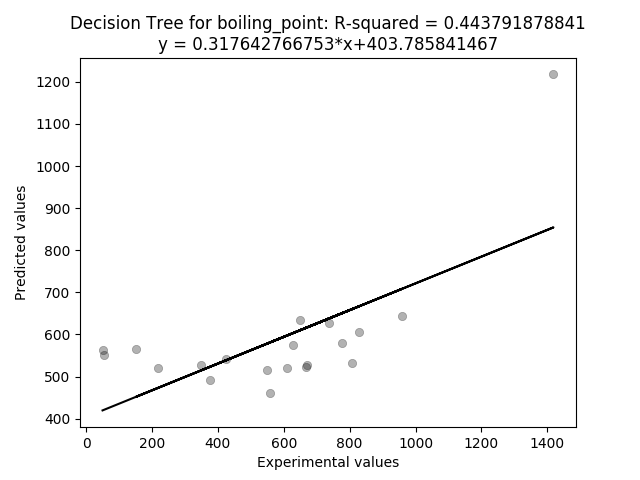 Decision Tree for boiling_point: R-squared = 0.443791878841
y = 0.317642766753*x+403.785841467
1200
1100
1000
900
800
700
600
500
400
Predicted values
0 200 400 600 800 1000 1200 1400
Experimental values